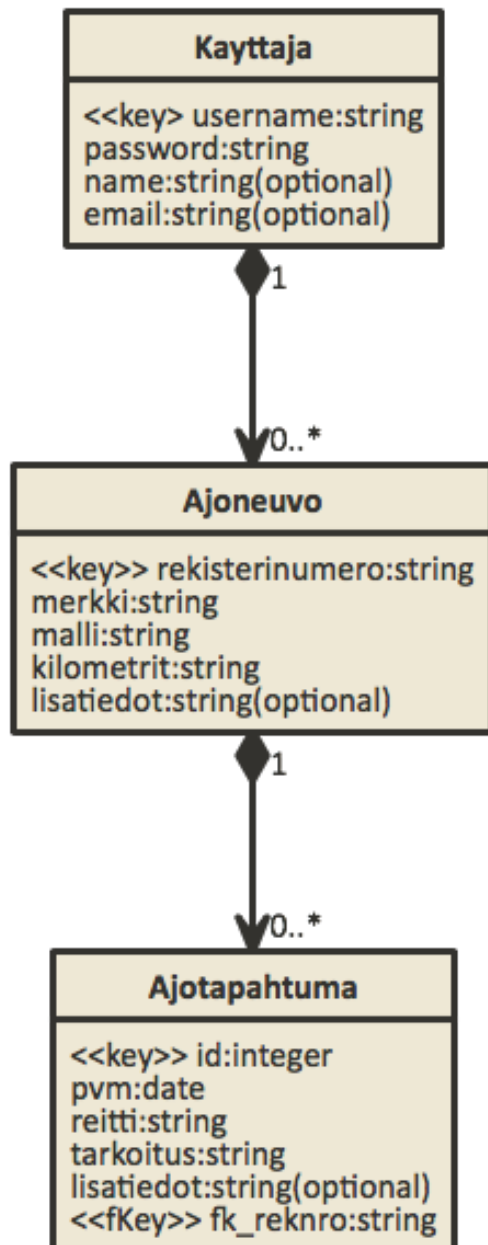 Kayttaja
<<key> username:string
password:string
name:string(optional)
email:string(optional)
1
0..*
Ajoneuvo
<<key>> rekisterinumero:string
merkki:string
malli:string
kilometrit:string
lisatiedot:string(optional)
1
0..*
Ajotapahtuma
<<key>> id:integer
pvm:date
reitti:string
tarkoitus:string
lisatiedot:string(optional)
<<fKey>> fk_reknro:string